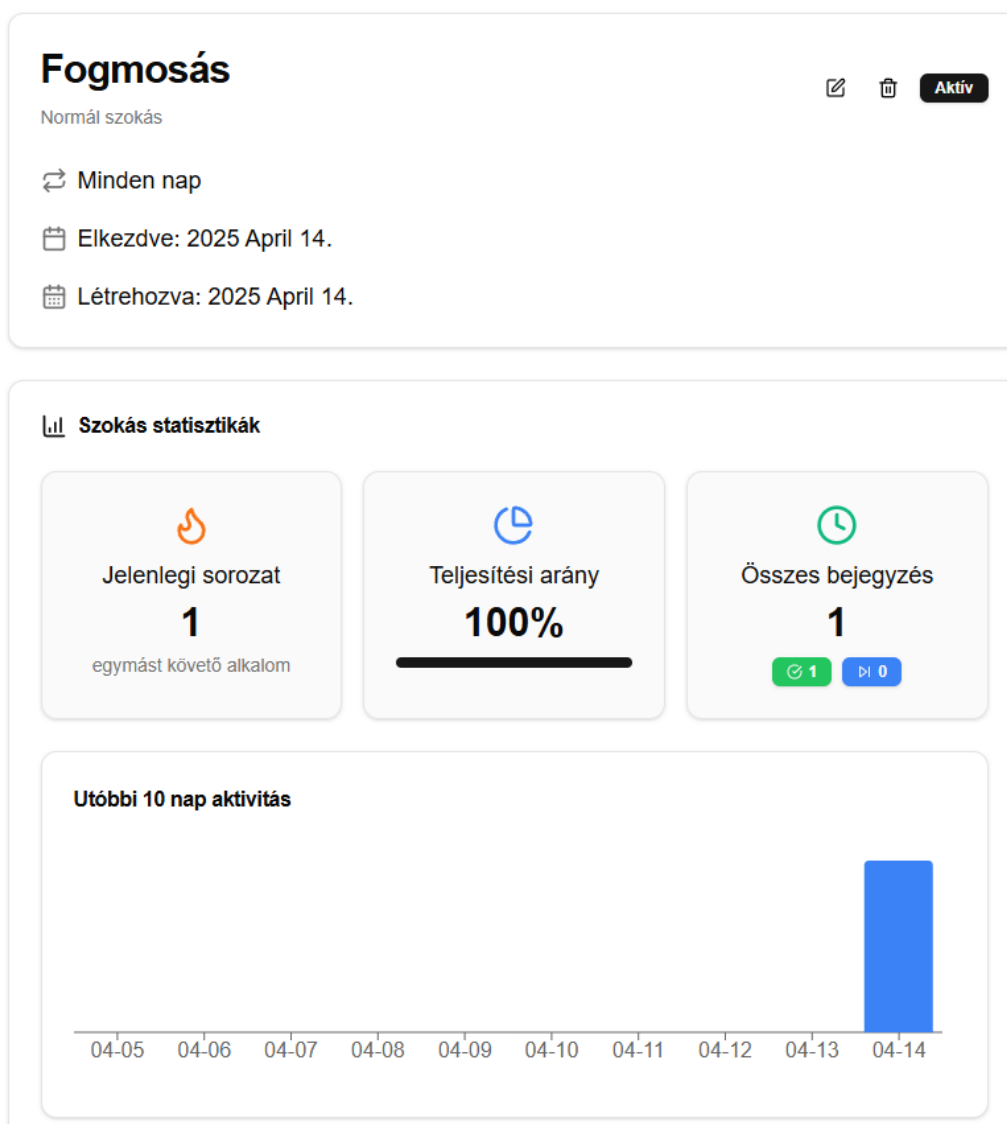 Fogmosás
Aktív
Normál szokás
Minden nap
Elkezdve: 2025 April 14.
Létrehozva: 2025 April 14.
Szokás statisztikák
Jelenlegi sorozat
1
egymást követő alkalom
Teljesítési arány
100%
Összes bejegyzés
1
1
0
Utóbbi 10 nap aktivitás
04-05 04-06 04-07 04-08 04-09 04-10 04-11 04-12 04-13 04-14